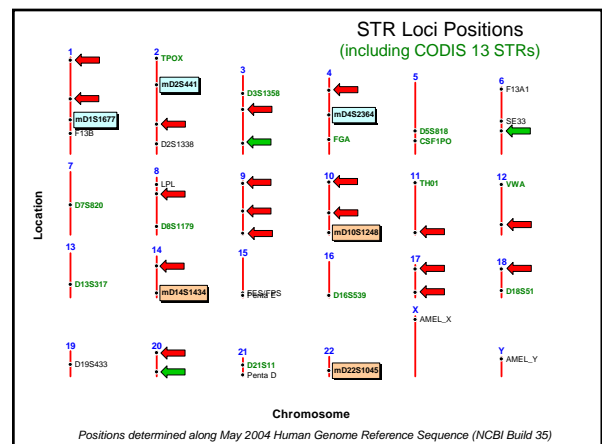 STR Loci Positions
(including CODIS 13 STRs)
1
mD1S1677
F13B
2
TPOX
mD2S441
D2S1338
3
D3S1358
4
mD4S2364
FGA
5
D5S818
CSF1PO
6
F13A1
SE33
7
D7S820
8
LPL
D8S1179
9
10
mD10S1248
11
TH01
12
VWA
13
D13S317
14
mD14S1434
15
FES/FPS
Penta E
16
D16S539
17
18
D18S51
19
D19S433
20
21
D21S11
Penta D
22
mD22S1045
X
AMEL_X
Y
AMEL_Y
Location
Chromosome
Positions determined along May 2004 Human Genome Reference Sequence (NCBI Build 35)